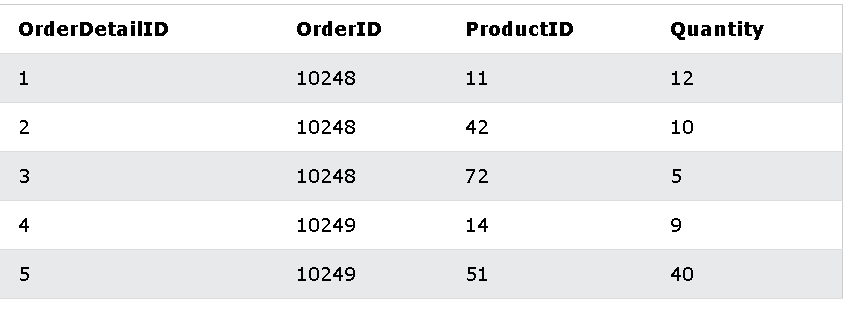 OrderDetailID OrderID ProductID Quantity
1 10248 11 12
2 10248 42 10
3 10248 72 5
4 10249 14 9
5 10249 51 40